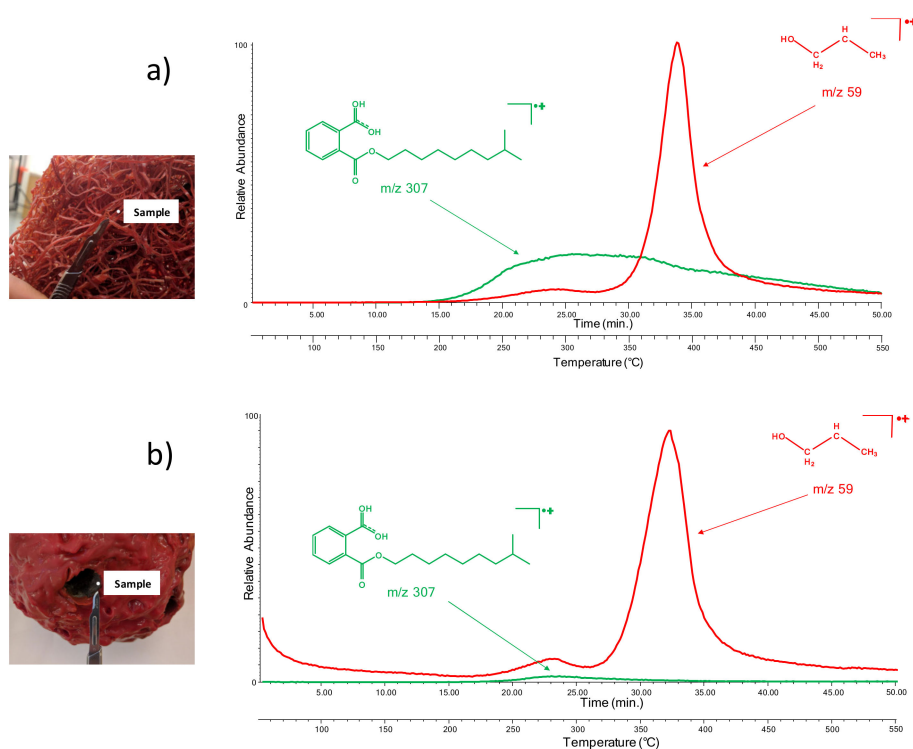 a)
Sample
Relative Abundance
100
0
OH
OH
O
O
•+
m/z 307
HO
C
H2
H
C
CH3
•+
m/z 59
5.00 10.00 15.00 20.00 25.00 30.00 35.00 40.00 45.00 50.00
Time (min.)
100 150 200 250 300 350 400 450 500 550
Temperature (°C)
b)
Sample
Relative Abundance
100
0
OH
OH
O
O
•+
m/z 307
HO
C
H2
H
C
CH3
•+
m/z 59
5.00 10.00 15.00 20.00 25.00 30.00 35.00 40.00 45.00 50.00
Time (min.)
100 150 200 250 300 350 400 450 500 550
Temperature (°C)